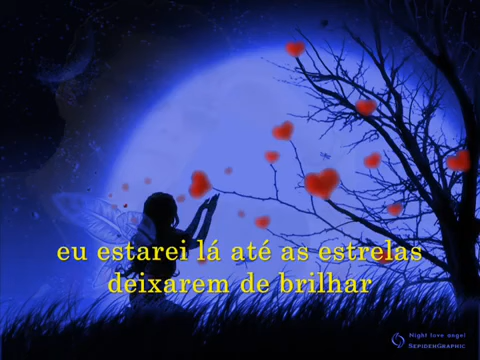 eu estarei lá até as estrelas
deixarem de brilhar
Night love angel
SepidehGraphic